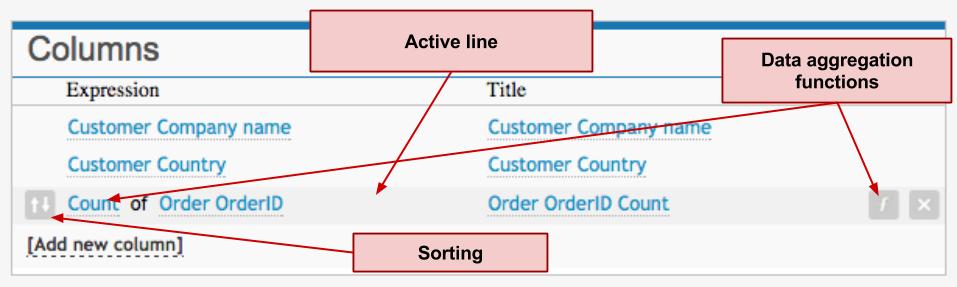 Active line
Columns
Data aggregation
functions
Expression Title
Customer Company name Customer Company name
Customer Country Customer Country
Count of Order OrderID Order OrderID Count f ×
[Add new column]
Sorting